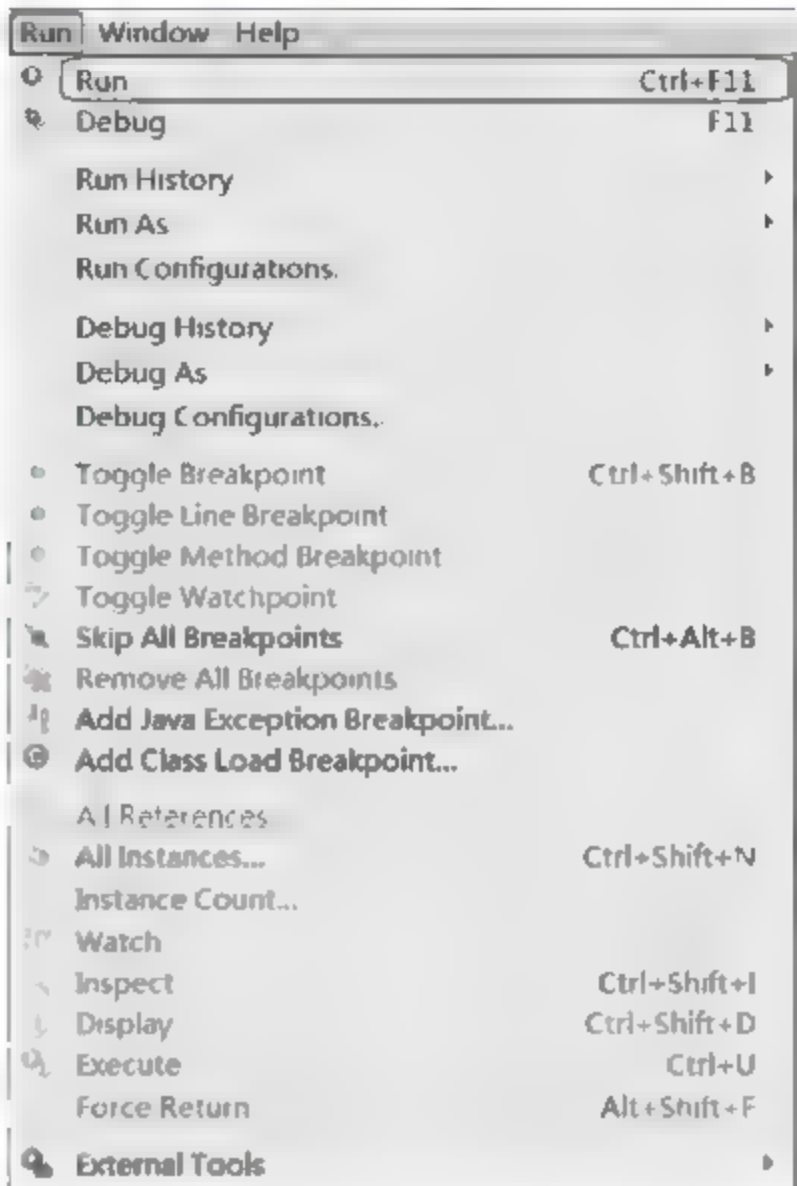 Run Window Help
Run Ctrl+F11
Debug F11
Run History
Run As
Run Configurations.
Debug History
Debug As
Debug Configurations..
Toggle Breakpoint Ctrl+Shift+B
Toggle Line Breakpoint
Toggle Method Breakpoint
Toggle Watchpoint
Skip All Breakpoints Ctrl+Alt+B
Remove All Breakpoints
Add Java Exception Breakpoint...
Add Class Load Breakpoint...
All References
All Instances... Ctrl+Shift+N
Instance Count...
Watch
Inspect Ctrl+Shift+I
Display Ctrl+Shift+D
Execute Ctrl+U
Force Return Alt+Shift+F
External Tools